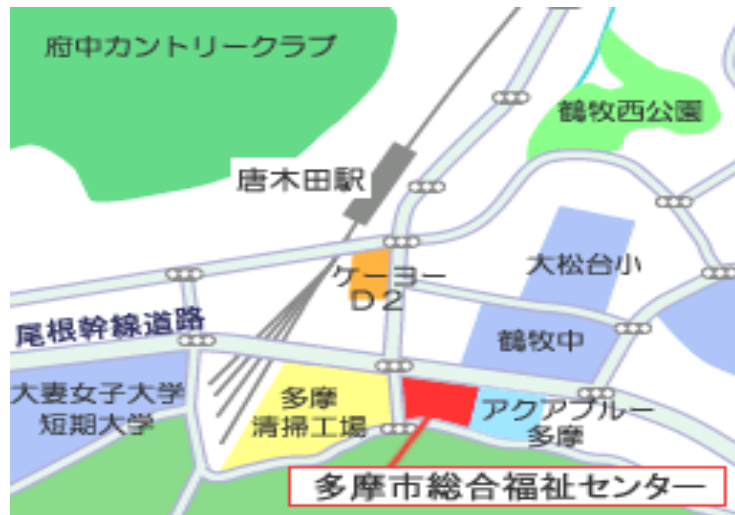 府中カントリークラブ
鶴牧西公園
唐木田駅
大松台小
ケーヨー
D2
尾根幹線道路
鶴牧中
大妻女子大学
短期大学
多摩
清掃工場
アクアブルー
多摩
多摩市総合福祉センター